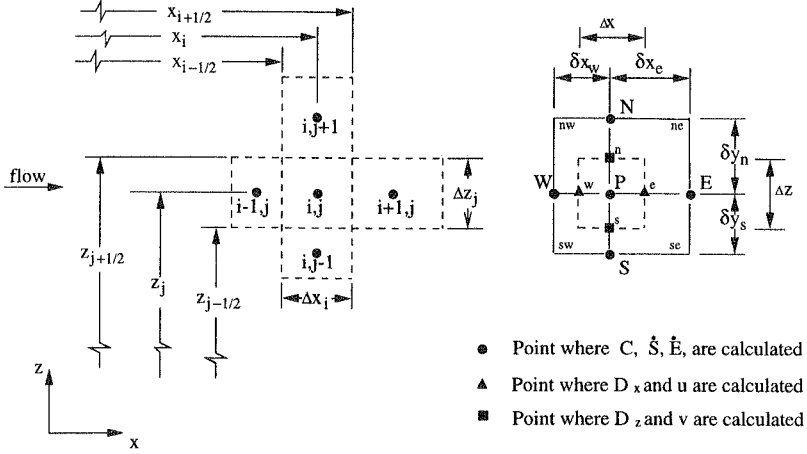 x_{i+1/2}
x_i
x_{i-1/2}
i,j+1
flow
i-1,j
i,j
i+1,j
Δz_j
z_{j+1/2}
z_j
z_{j-1/2}
i,j-1
Δx_i
z
x
Δx
δx_w
δx_e
N
nw
ne
n
δy_n
W
w
P
e
E
Δz
s
δy_s
sw
se
S
Point where C, Ṡ, Ė, are calculated
Point where D_x and u are calculated
Point where D_z and v are calculated